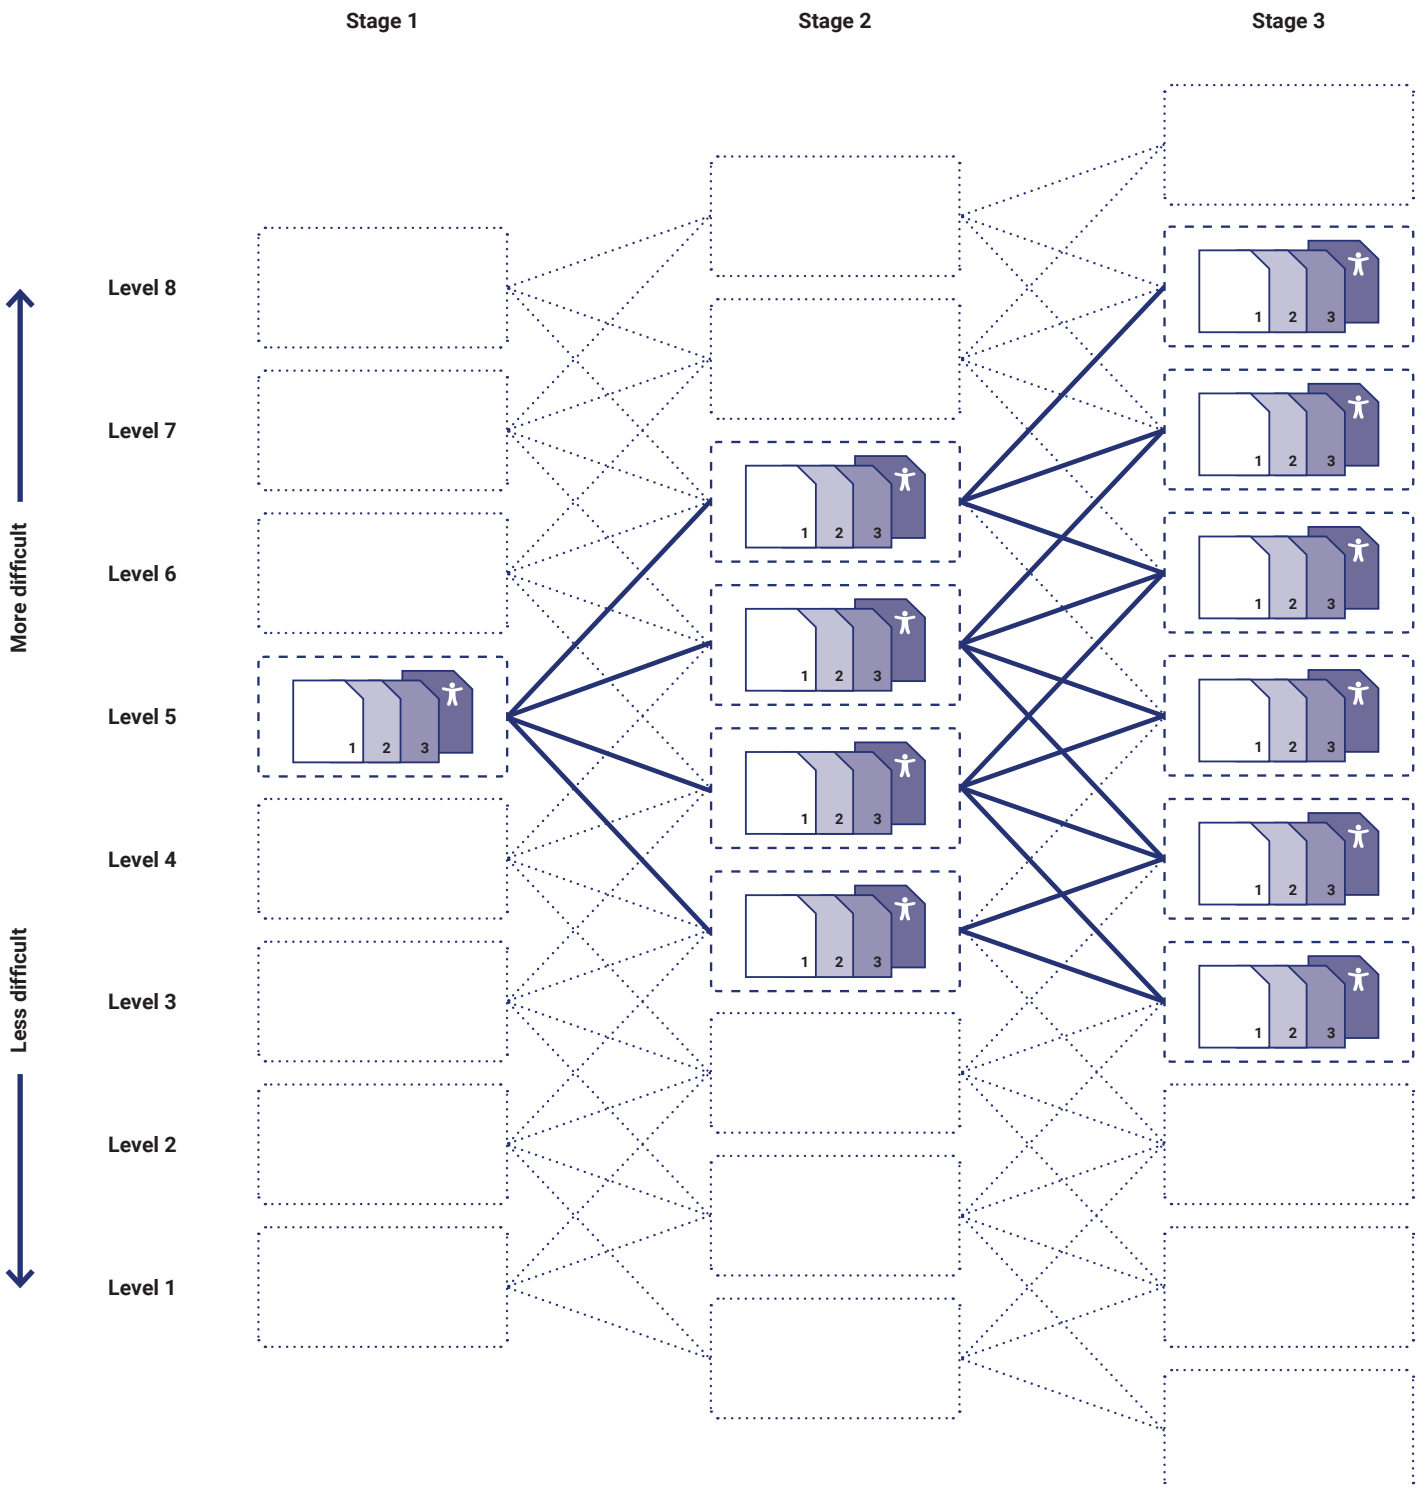 Stage 1
Stage 2
Stage 3
Level 8
1 2 3
Level 7
1 2 3
1 2 3
Level 6
1 2 3
1 2 3
Level 5
1 2 3
1 2 3
1 2 3
Level 4
1 2 3
1 2 3
Level 3
1 2 3
Level 2
Level 1
More difficult
Less difficult